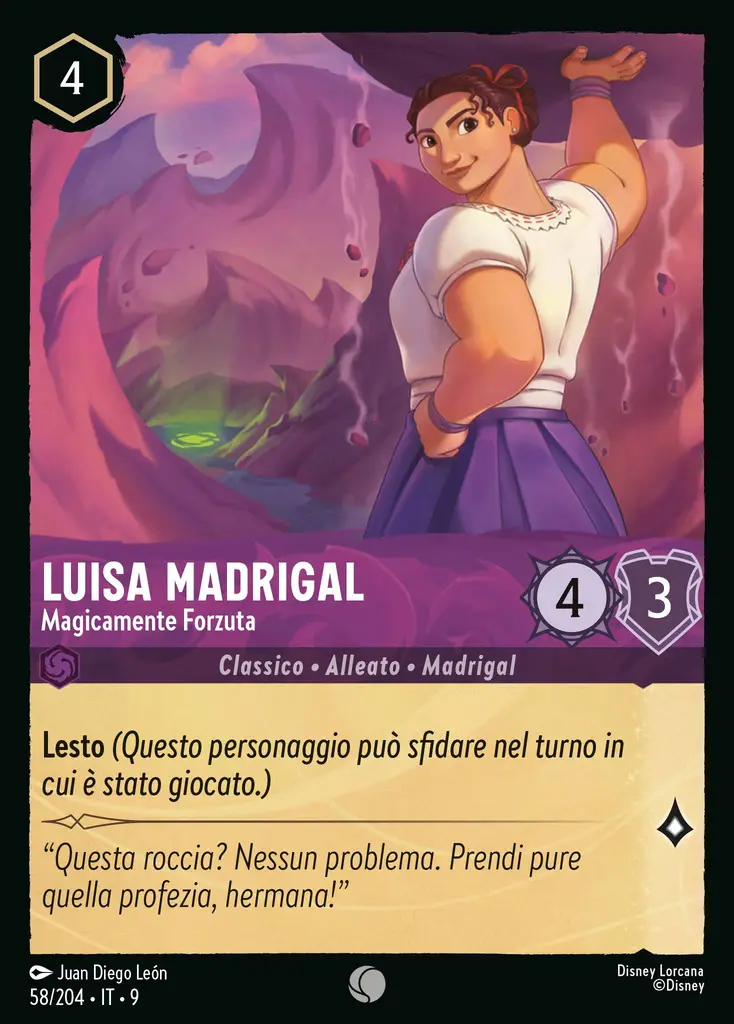 4
LUISA MADRIGAL
Magicamente Forzuta
4
3
Classico • Alleato • Madrigal
Lesto (Questo personaggio può sfidare nel turno in
cui è stato giocato.)
“Questa roccia? Nessun problema. Prendi pure
quella profezia, hermana!”
Juan Diego León
58/204 • IT • 9
Disney Lorcana
©Disney